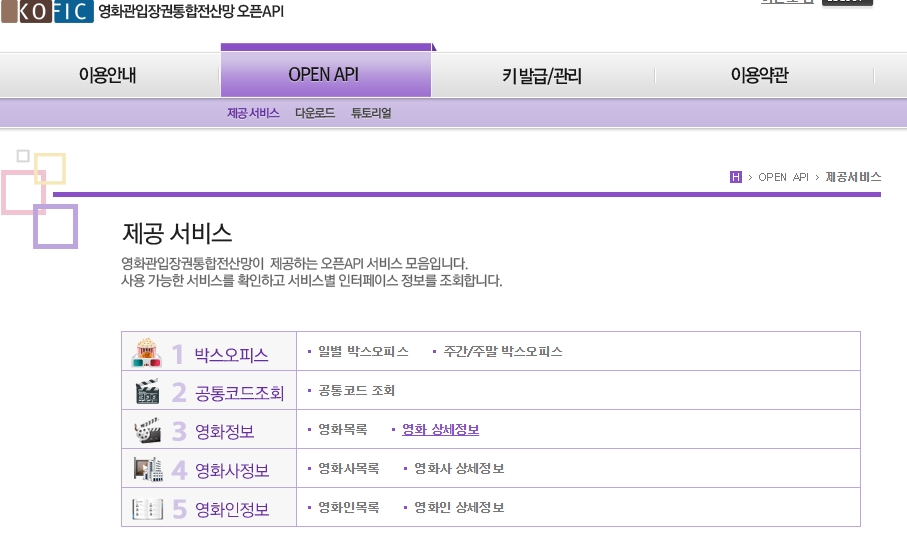 KOFIC 영화관입장권통합전산망 오픈API
이용안내 OPEN API 키 발급/관리 이용약관
제공 서비스 다운로드 튜토리얼
H > OPEN API > 제공서비스
제공 서비스
영화관입장권통합전산망이 제공하는 오픈API 서비스 모음입니다.
사용 가능한 서비스를 확인하고 서비스별 인터페이스 정보를 조회합니다.
1 박스오피스 일별 박스오피스 주간/주말 박스오피스
2 공통코드조회 공통코드 조회
3 영화정보 영화목록 영화 상세정보
4 영화사정보 영화사목록 영화사 상세정보
5 영화인정보 영화인목록 영화인 상세정보